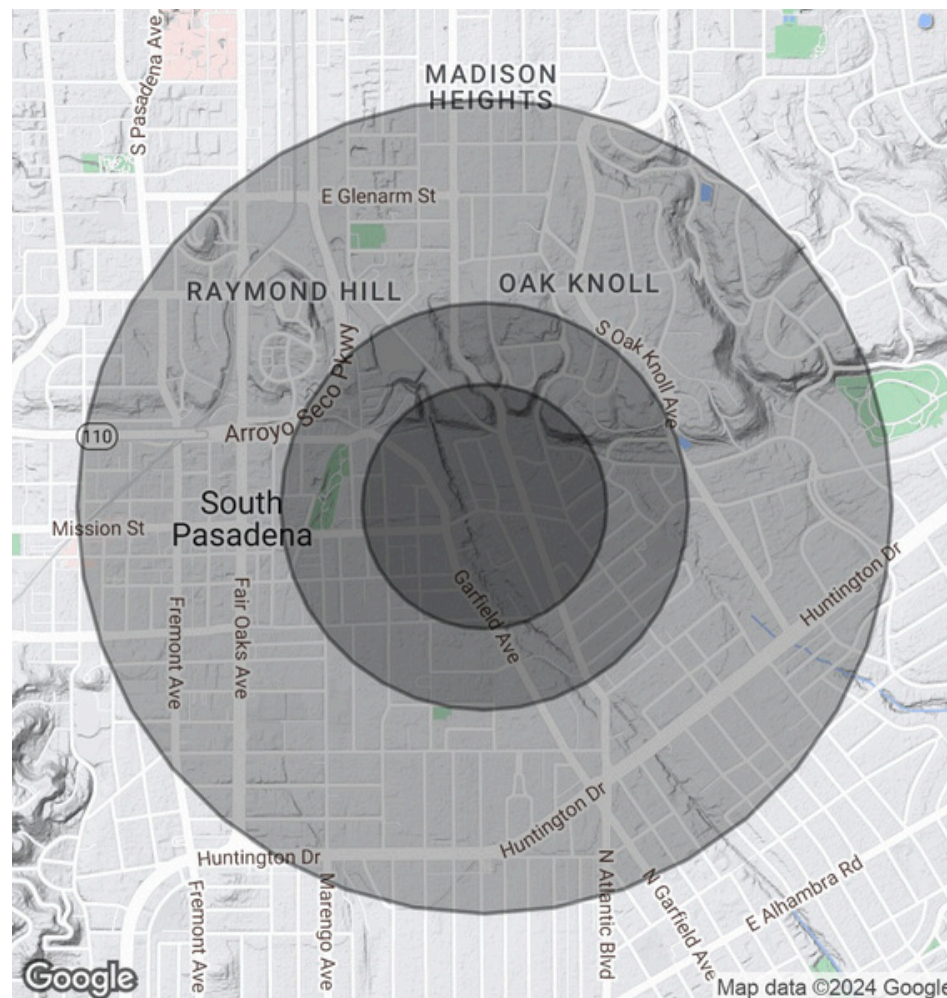 S Pasadena Ave
MADISON
HEIGHTS
E Glenarm St
RAYMOND HILL
OAK KNOLL
S Oak Knoll Ave
Arroyo Seco Pkwy
110
South
Pasadena
Mission St
Huntington Dr
Garfield Ave
Fremont Ave
Fair Oaks Ave
Huntington Dr
Huntington Dr
Fremont Ave
Marengo Ave
N Atlantic Blvd
N Garfield Ave
E Alhambra Rd
Google
Map data ©2024 Google